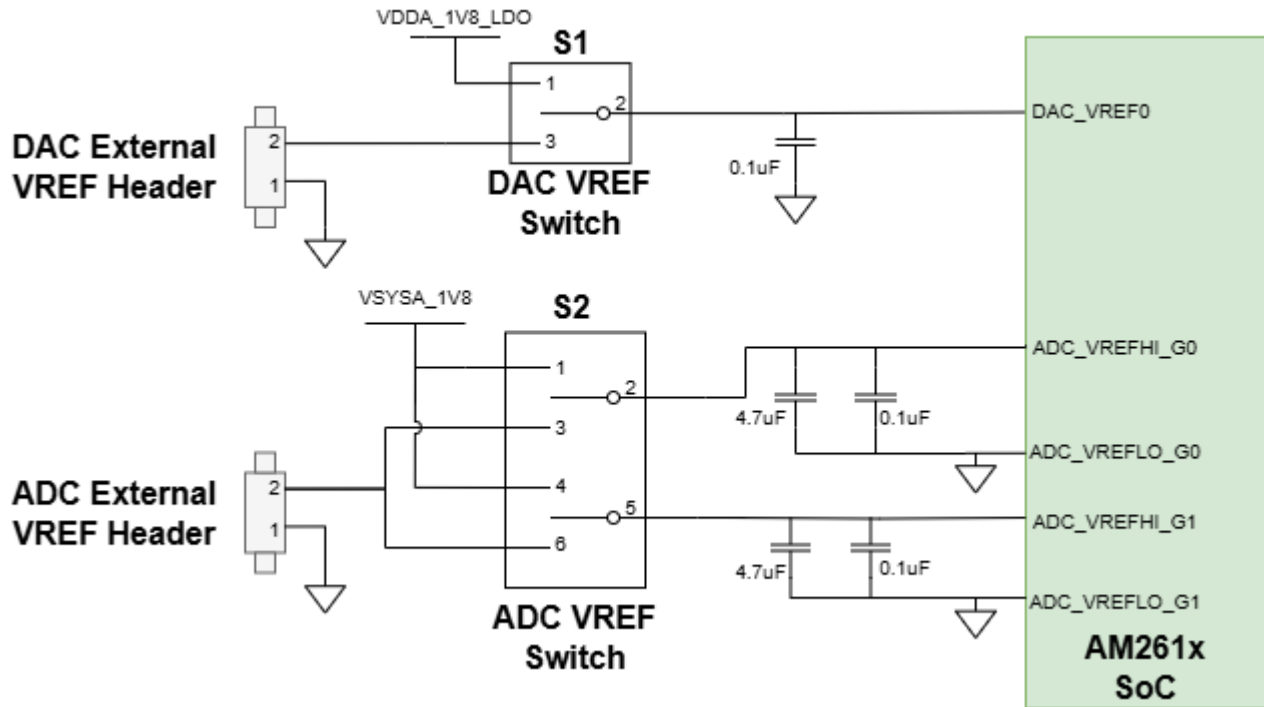 VDDA_1V8_LDO
S1
1
2
3
DAC External
VREF Header
2
1
DAC VREF
Switch
0.1uF
DAC_VREF0
VSYSA_1V8
S2
1
2
3
4
5
6
ADC External
VREF Header
2
1
ADC VREF
Switch
4.7uF
0.1uF
4.7uF
0.1uF
ADC_VREFHI_G0
ADC_VREFLO_G0
ADC_VREFHI_G1
ADC_VREFLO_G1
AM261x
SoC